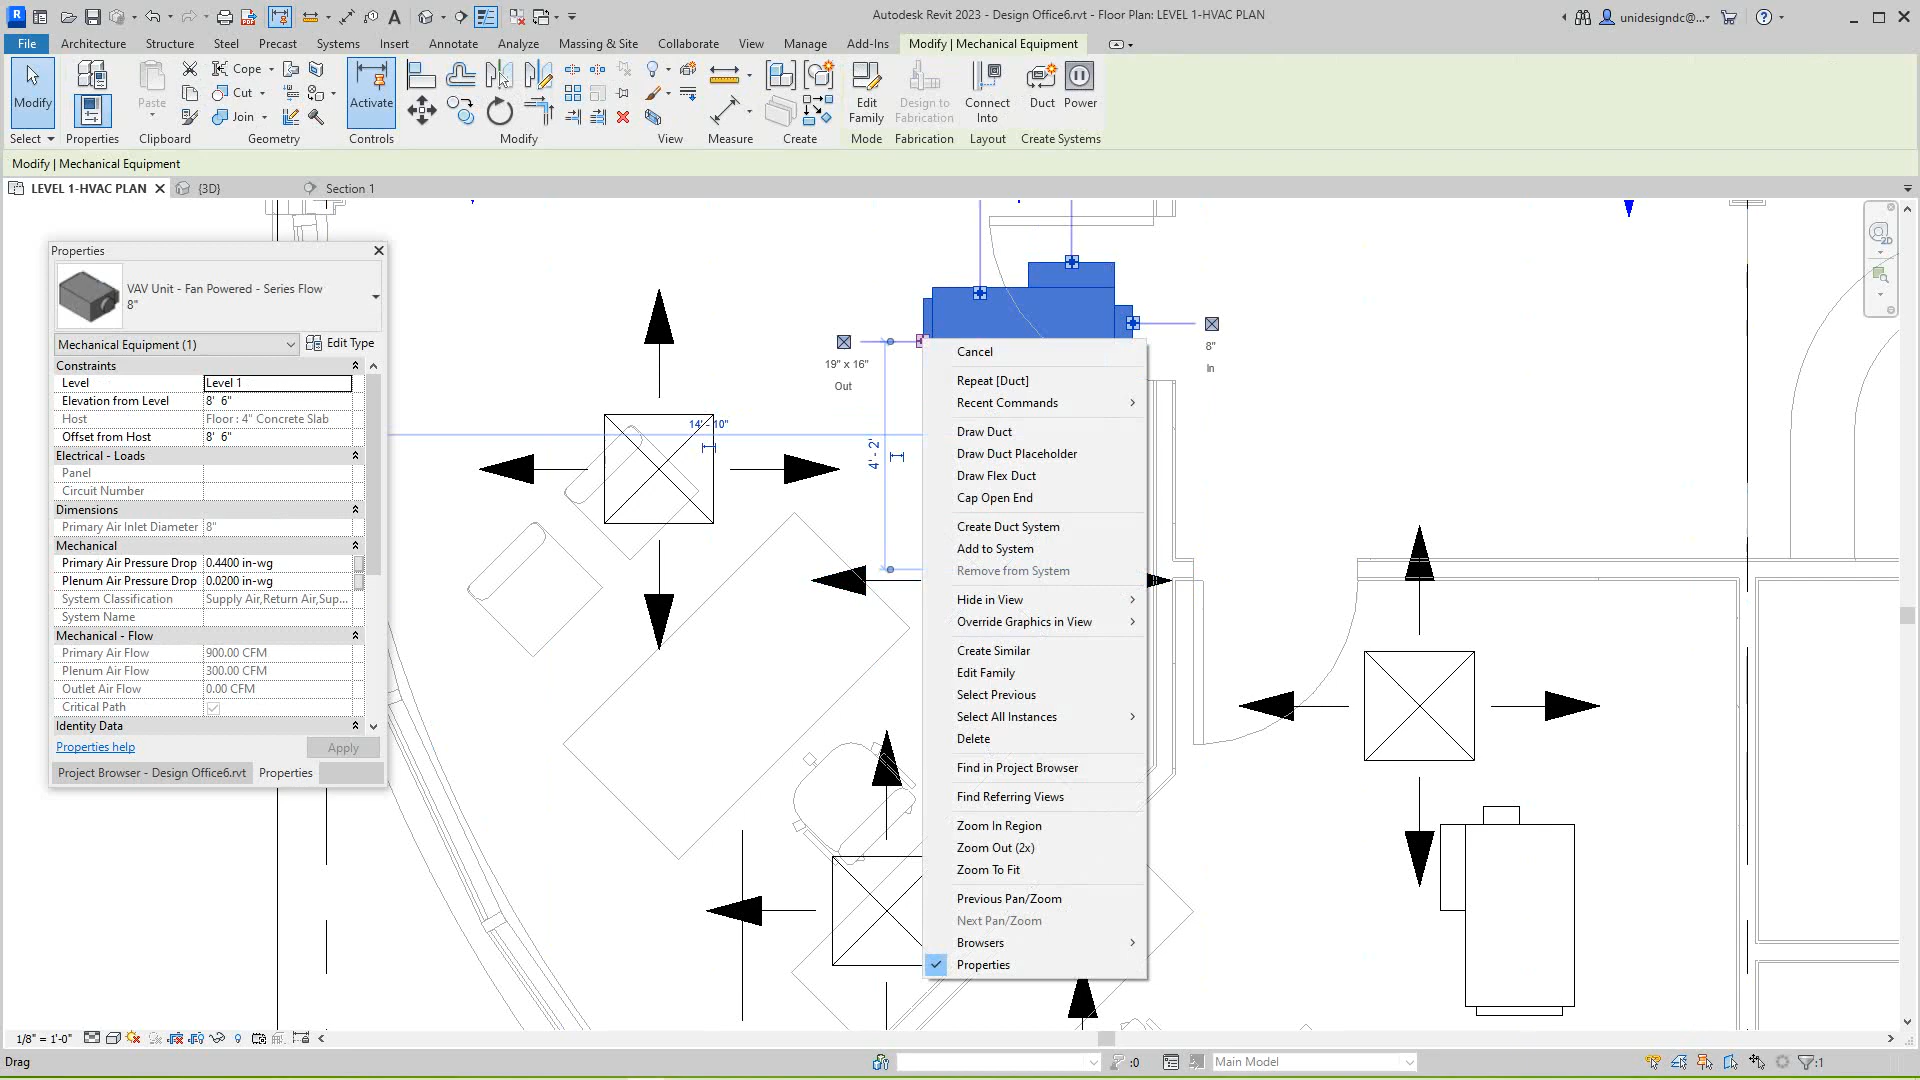 Autodesk Revit 2023 - Design Office6.rvt - Floor Plan: LEVEL 1-HVAC PLAN
unidesigndc@...
File Architecture Structure Steel Precast Systems Insert Annotate Analyze Massing & Site Collaborate View Manage Add-Ins Modify | Mechanical Equipment
Modify
Paste
Cope
Cut
Join
Activate
Edit Family
Design to Fabrication
Connect Into
Duct
Power
Select Properties Clipboard Geometry Controls Modify View Measure Create Mode Fabrication Layout Create Systems
Modify | Mechanical Equipment
LEVEL 1-HVAC PLAN {3D} Section 1
2D
Properties
VAV Unit - Fan Powered - Series Flow
8"
Mechanical Equipment (1) Edit Type
Constraints
Level Level 1
Elevation from Level 8' 6"
Host Floor : 4" Concrete Slab
Offset from Host 8' 6"
Electrical - Loads
Panel
Circuit Number
Dimensions
Primary Air Inlet Diameter 8"
Mechanical
Primary Air Pressure Drop 0.4400 in-wg
Plenum Air Pressure Drop 0.0200 in-wg
System Classification Supply Air,Return Air,Sup...
System Name
Mechanical - Flow
Primary Air Flow 900.00 CFM
Plenum Air Flow 300.00 CFM
Outlet Air Flow 0.00 CFM
Critical Path
Identity Data
Properties help Apply
Project Browser - Design Office6.rvt Properties
19" x 16"
Out
8"
In
14' - 10"
4' - 2"
Cancel
Repeat [Duct]
Recent Commands
Draw Duct
Draw Duct Placeholder
Draw Flex Duct
Cap Open End
Create Duct System
Add to System
Remove from System
Hide in View
Override Graphics in View
Create Similar
Edit Family
Select Previous
Select All Instances
Delete
Find in Project Browser
Find Referring Views
Zoom In Region
Zoom Out (2x)
Zoom To Fit
Previous Pan/Zoom
Next Pan/Zoom
Browsers
Properties
1/8" = 1'-0"
Drag :0 Main Model :1